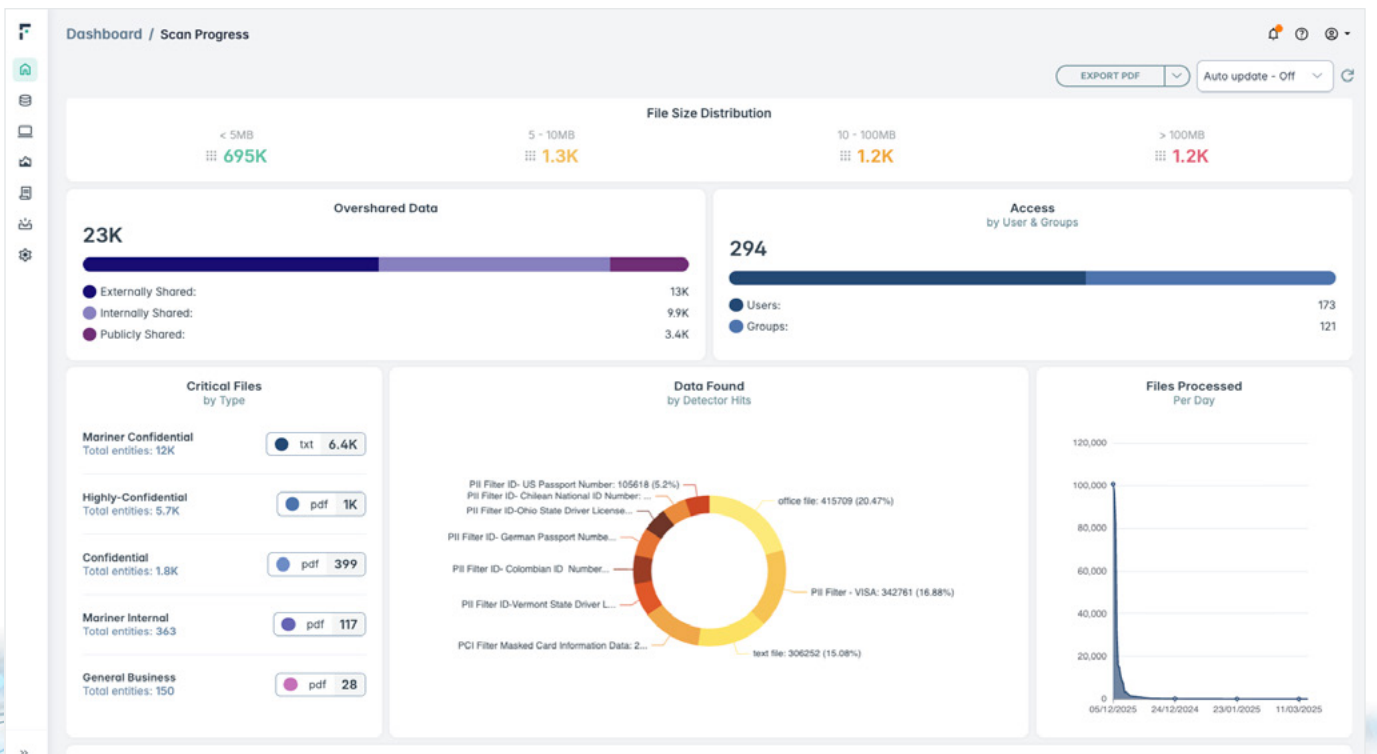 Dashboard / Scan Progress
EXPORT PDF
Auto update - Off
File Size Distribution
< 5MB
695K
5 - 10MB
1.3K
10 - 100MB
1.2K
> 100MB
1.2K
Overshared Data
23K
Externally Shared: 13K
Internally Shared: 9.9K
Publicly Shared: 3.4K
Access
by User & Groups
294
Users: 173
Groups: 121
Critical Files
by Type
Mariner Confidential
Total entities: 12K
txt 6.4K
Highly-Confidential
Total entities: 5.7K
pdf 1K
Confidential
Total entities: 1.8K
pdf 399
Mariner Internal
Total entities: 363
pdf 117
General Business
Total entities: 150
pdf 28
Data Found
by Detector Hits
PII Filter ID- US Passport Number: 105618 (5.2%)
PII Filter ID- Chilean National ID Number: ...
PII Filter ID-Ohio State Driver License...
PII Filter ID- German Passport Numbe...
PII Filter ID- Colombian ID Number...
PII Filter ID-Vermont State Driver L...
PCI Filter Masked Card Information Data: 2...
office file: 415709 (20.47%)
PII Filter - VISA: 342761 (16.88%)
text file: 306252 (15.08%)
Files Processed
Per Day
120,000
100,000
80,000
60,000
40,000
20,000
0
05/12/2025 24/12/2024 23/01/2025 11/03/2025